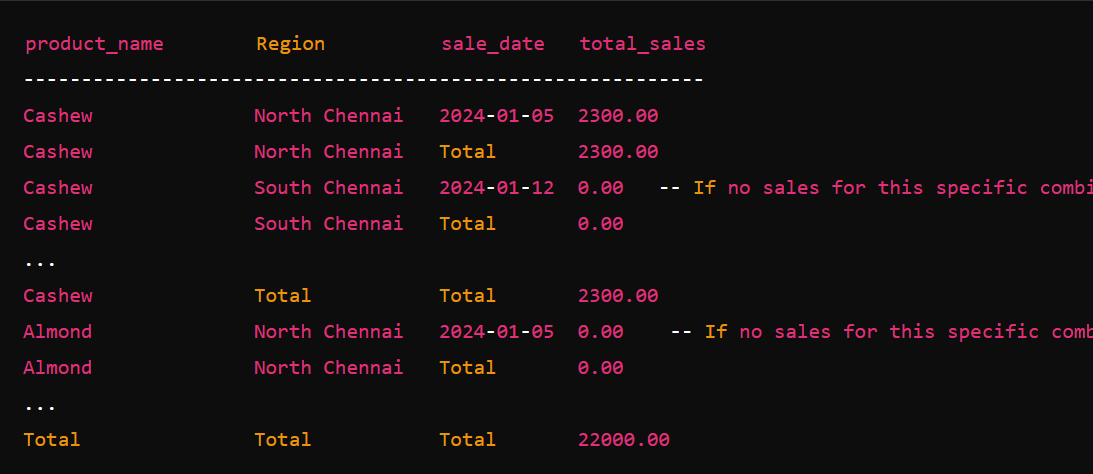 product_name Region sale_date total_sales
-----------------------------------------------------------
Cashew North Chennai 2024-01-05 2300.00
Cashew North Chennai Total 2300.00
Cashew South Chennai 2024-01-12 0.00 -- If no sales for this specific combi
Cashew South Chennai Total 0.00
...
Cashew Total Total 2300.00
Almond North Chennai 2024-01-05 0.00 -- If no sales for this specific comb
Almond North Chennai Total 0.00
...
Total Total Total 22000.00